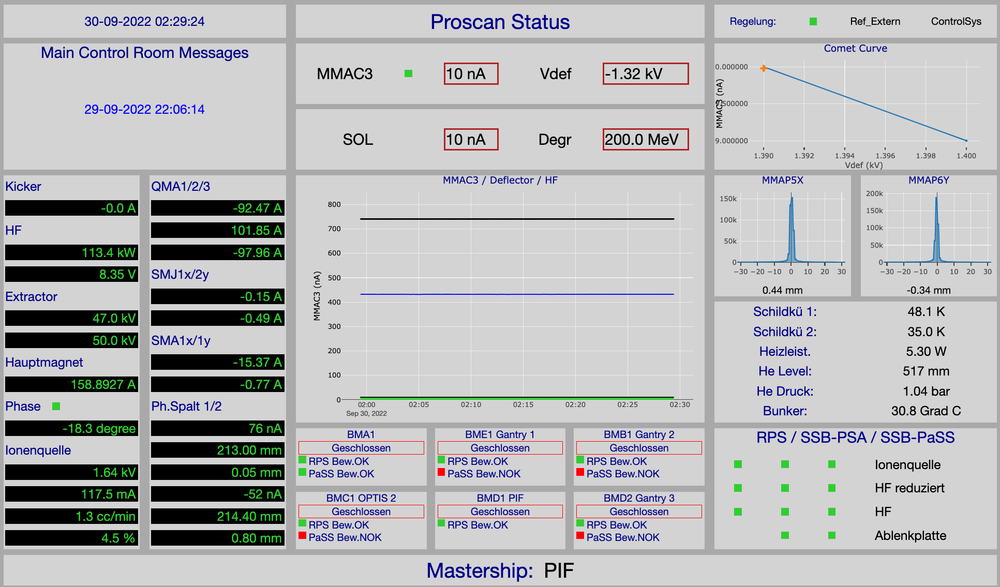 30-09-2022 02:29:24
Proscan Status
Regelung: Ref_Extern ControlSys
Main Control Room Messages
29-09-2022 22:06:14
MMAC3 10 nA Vdef -1.32 kV
SOL 10 nA Degr 200.0 MeV
Comet Curve
MMAC3 (nA)
0.000000
9.500000
9.000000
1.390 1.392 1.394 1.396 1.398 1.400
Vdef (kV)
Kicker
-0.0 A
HF
113.4 kW
8.35 V
Extractor
47.0 kV
50.0 kV
Hauptmagnet
158.8927 A
Phase
-18.3 degree
Ionenquelle
1.64 kV
117.5 mA
1.3 cc/min
4.5 %
QMA1/2/3
-92.47 A
101.85 A
-97.96 A
SMJ1x/2y
-0.15 A
-0.49 A
SMA1x/1y
-15.37 A
-0.77 A
Ph.Spalt 1/2
76 nA
213.00 mm
0.05 mm
-52 nA
214.40 mm
0.80 mm
MMAC3 / Deflector / HF
MMAC3 (nA)
800
700
600
500
400
300
200
100
0
02:00 02:05 02:10 02:15 02:20 02:25 02:30
Sep 30, 2022
MMAP5X
150k
100k
50k
0
−30 −20 −10 0 10 20 30
0.44 mm
MMAP6Y
200k
150k
100k
50k
0
−30 −20 −10 0 10 20 30
-0.34 mm
Schildkü 1: 48.1 K
Schildkü 2: 35.0 K
Heizleist. 5.30 W
He Level: 517 mm
He Druck: 1.04 bar
Bunker: 30.8 Grad C
BMA1
Geschlossen
RPS Bew.OK
PaSS Bew.OK
BME1 Gantry 1
Geschlossen
RPS Bew.OK
PaSS Bew.NOK
BMB1 Gantry 2
Geschlossen
RPS Bew.OK
PaSS Bew.NOK
BMC1 OPTIS 2
Geschlossen
RPS Bew.OK
PaSS Bew.NOK
BMD1 PIF
Geschlossen
RPS Bew.OK
BMD2 Gantry 3
Geschlossen
RPS Bew.OK
PaSS Bew.NOK
RPS / SSB-PSA / SSB-PaSS
Ionenquelle
HF reduziert
HF
Ablenkplatte
Mastership: PIF